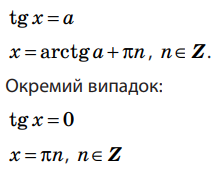 tg x = a
x = arctg a + πn, n ∈ Z.
Окремий випадок:
tg x = 0
x = πn, n ∈ Z